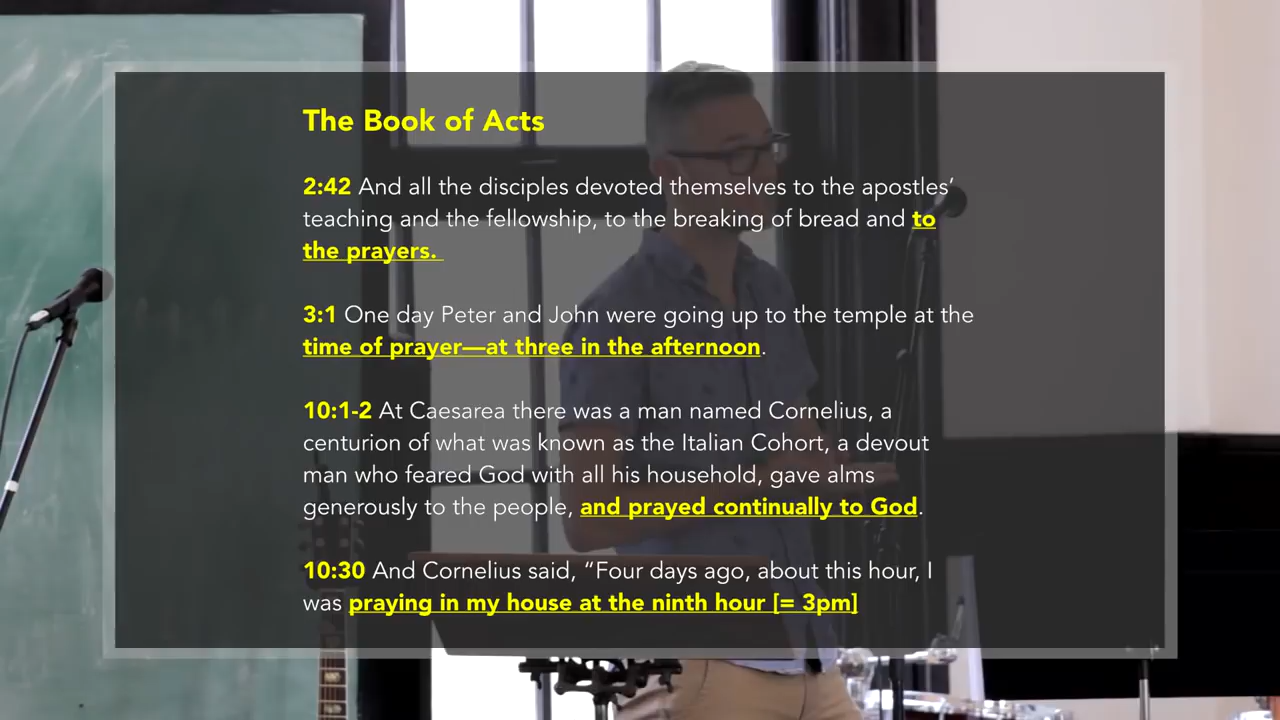 The Book of Acts
2:42 And all the disciples devoted themselves to the apostles’
teaching and the fellowship, to the breaking of bread and to
the prayers.
3:1 One day Peter and John were going up to the temple at the
time of prayer—at three in the afternoon.
10:1-2 At Caesarea there was a man named Cornelius, a
centurion of what was known as the Italian Cohort, a devout
man who feared God with all his household, gave alms
generously to the people, and prayed continually to God.
10:30 And Cornelius said, “Four days ago, about this hour, I
was praying in my house at the ninth hour [= 3pm]